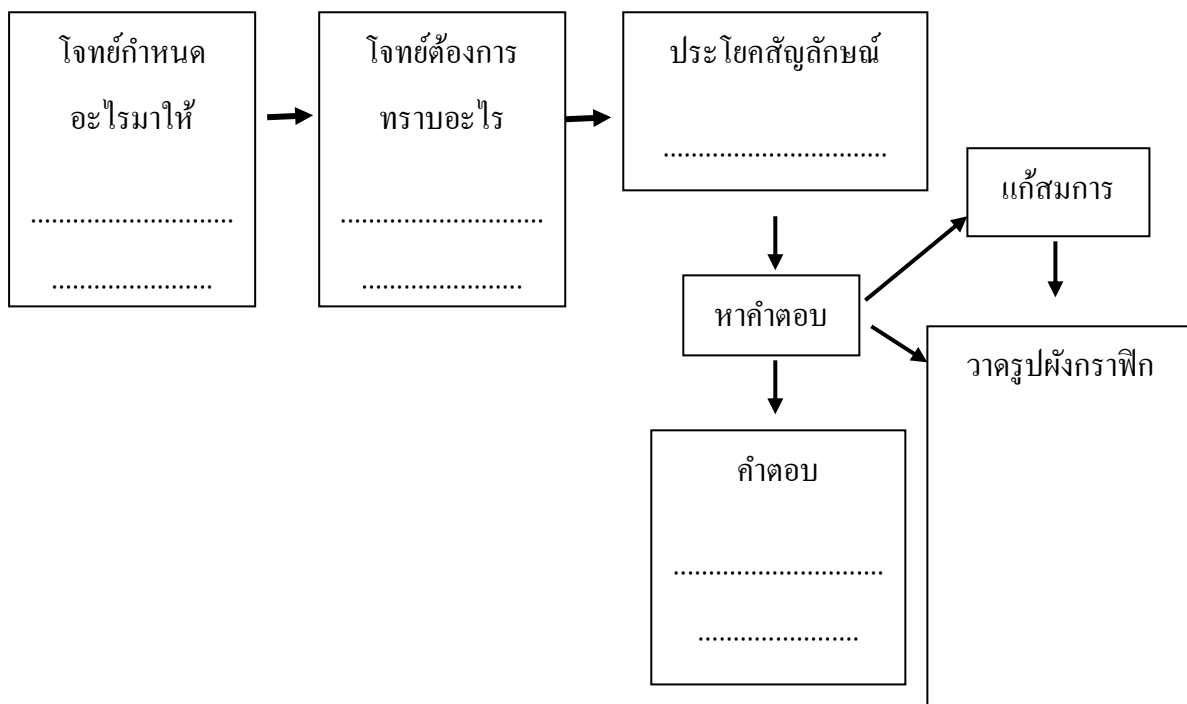 โจทย์กำหนด
อะไรมาให้
.............................
.......................
โจทย์ต้องการ
ทราบอะไร
.............................
.......................
ประโยคสัญลักษณ์
................................
แก้สมการ
หาคำตอบ
วาดรูปผังกราฟิก
คำตอบ
..............................
.......................